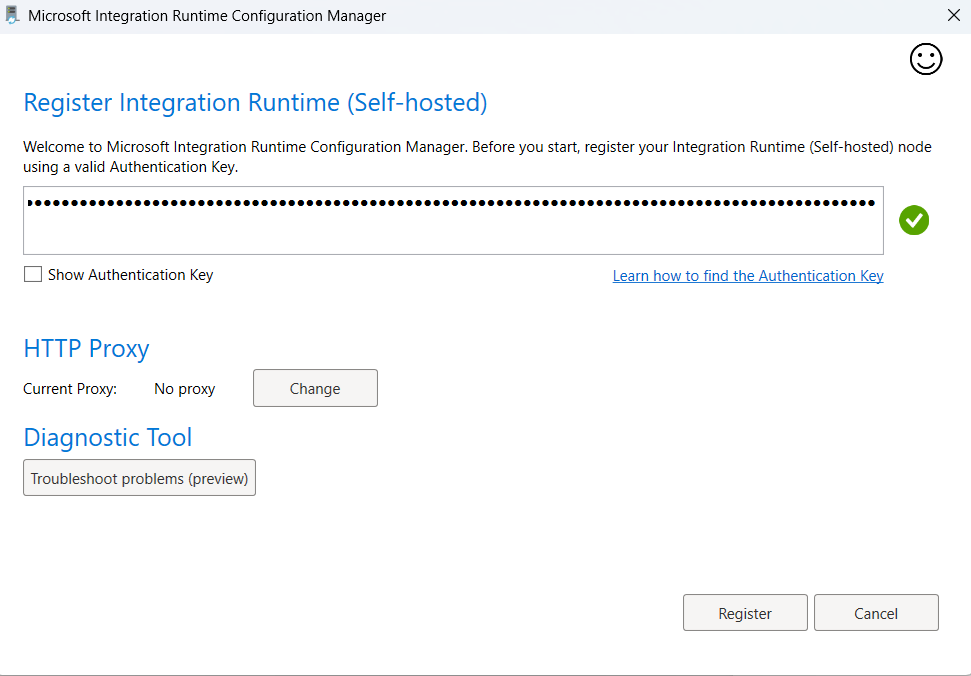 Microsoft Integration Runtime Configuration Manager
Register Integration Runtime (Self-hosted)
Welcome to Microsoft Integration Runtime Configuration Manager. Before you start, register your Integration Runtime (Self-hosted) node
using a valid Authentication Key.
Show Authentication Key
Learn how to find the Authentication Key
HTTP Proxy
Current Proxy: No proxy Change
Diagnostic Tool
Troubleshoot problems (preview)
Register Cancel